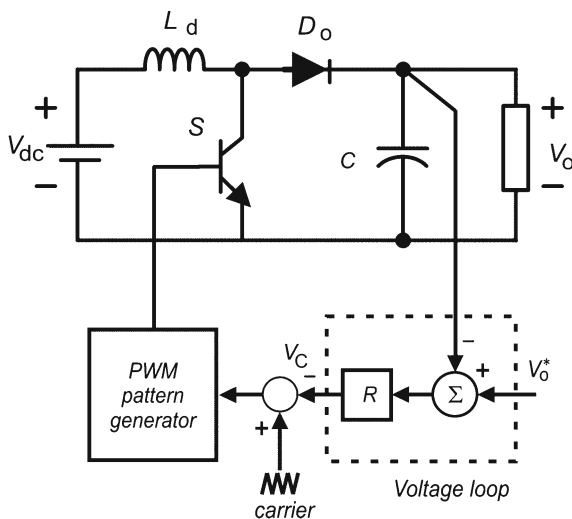 L d
D o
+
S
+
V dc
C
V o
−
−
PWM
pattern
generator
V C
−
R
−
Σ
+
V o *
+
carrier
Voltage loop